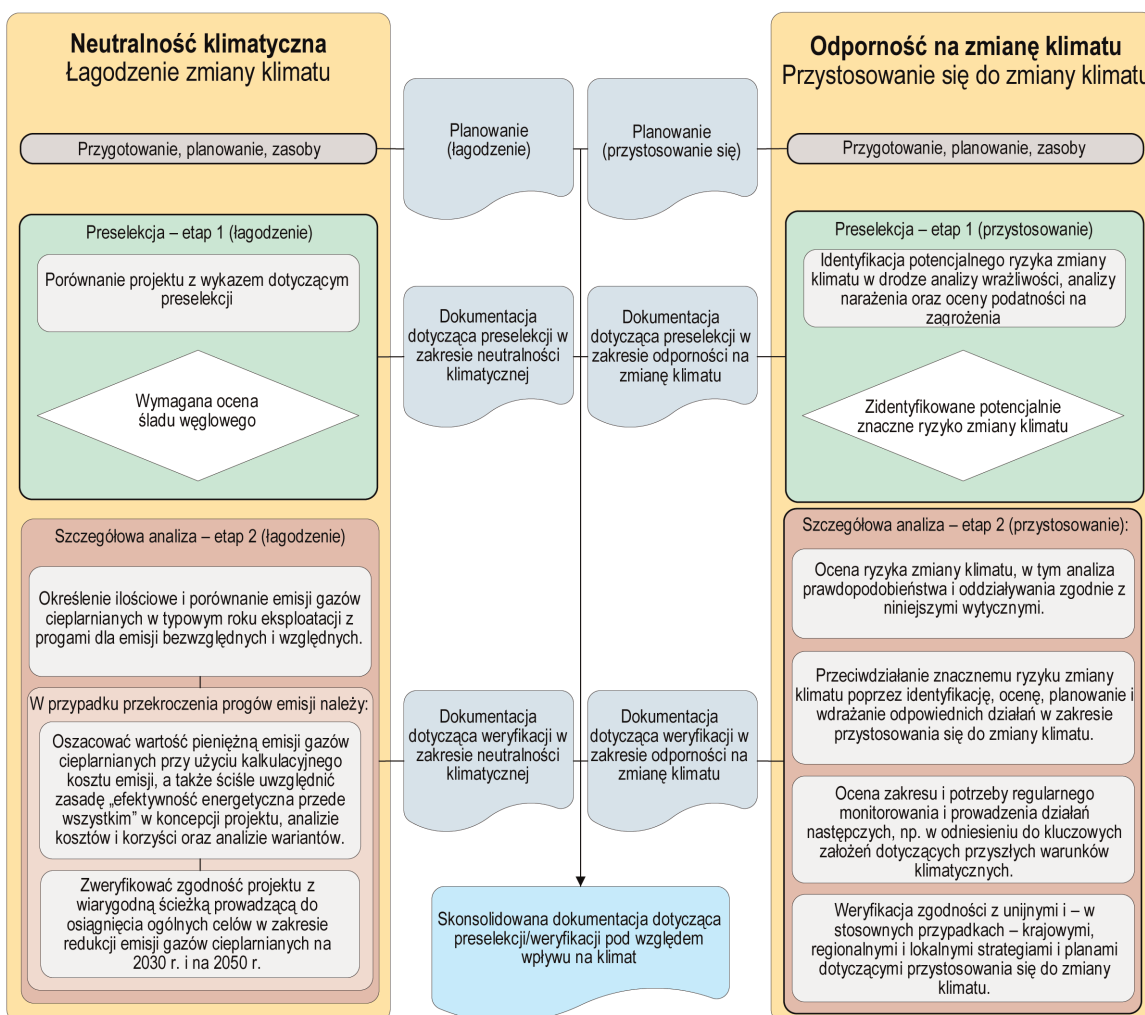 Neutralność klimatyczna
Łagodzenie zmiany klimatu
Przygotowanie, planowanie, zasoby
Preselekcja – etap 1 (łagodzenie)
Porównanie projektu z wykazem dotyczącym
preselekcji
Wymagana ocena
śladu węglowego
Szczegółowa analiza – etap 2 (łagodzenie)
Określenie ilościowe i porównanie emisji gazów
cieplarnianych w typowym roku eksploatacji z
progami dla emisji bezwzględnych i względnych.
W przypadku przekroczenia progów emisji należy:
Oszacować wartość pieniężną emisji gazów
cieplarnianych przy użyciu kalkulacyjnego
kosztu emisji, a także ściśle uwzględnić
zasadę „efektywność energetyczna przede
wszystkim” w koncepcji projektu, analizie
kosztów i korzyści oraz analizie wariantów.
Zweryfikować zgodność projektu z
wiarygodną ścieżką prowadzącą do
osiągnięcia ogólnych celów w zakresie
redukcji emisji gazów cieplarnianych na
2030 r. i na 2050 r.
Planowanie
(łagodzenie)
Planowanie
(przystosowanie się)
Dokumentacja
dotycząca preselekcji w
zakresie neutralności
klimatycznej
Dokumentacja
dotycząca preselekcji w
zakresie odporności na
zmianę klimatu
Dokumentacja
dotycząca weryfikacji w
zakresie neutralności
klimatycznej
Dokumentacja
dotycząca weryfikacji w
zakresie odporności na
zmianę klimatu
Skonsolidowana dokumentacja dotycząca
preselekcji/weryfikacji pod względem
wpływu na klimat
Odporność na zmianę klimatu
Przystosowanie się do zmiany klimatu
Przygotowanie, planowanie, zasoby
Preselekcja – etap 1 (przystosowanie)
Identyfikacja potencjalnego ryzyka zmiany
klimatu w drodze analizy wrażliwości, analizy
narażenia oraz oceny podatności na
zagrożenia
Zidentyfikowane potencjalnie
znaczne ryzyko zmiany klimatu
Szczegółowa analiza – etap 2 (przystosowanie):
Ocena ryzyka zmiany klimatu, w tym analiza
prawdopodobieństwa i oddziaływania zgodnie z
niniejszymi wytycznymi.
Przeciwdziałanie znacznemu ryzyku zmiany
klimatu poprzez identyfikację, ocenę, planowanie i
wdrażanie odpowiednich działań w zakresie
przystosowania się do zmiany klimatu.
Ocena zakresu i potrzeby regularnego
monitorowania i prowadzenia działań
następczych, np. w odniesieniu do kluczowych
założeń dotyczących przyszłych warunków
klimatycznych.
Weryfikacja zgodności z unijnymi i – w
stosownych przypadkach – krajowymi,
regionalnymi i lokalnymi strategiami i planami
dotyczącymi przystosowania się do zmiany
klimatu.